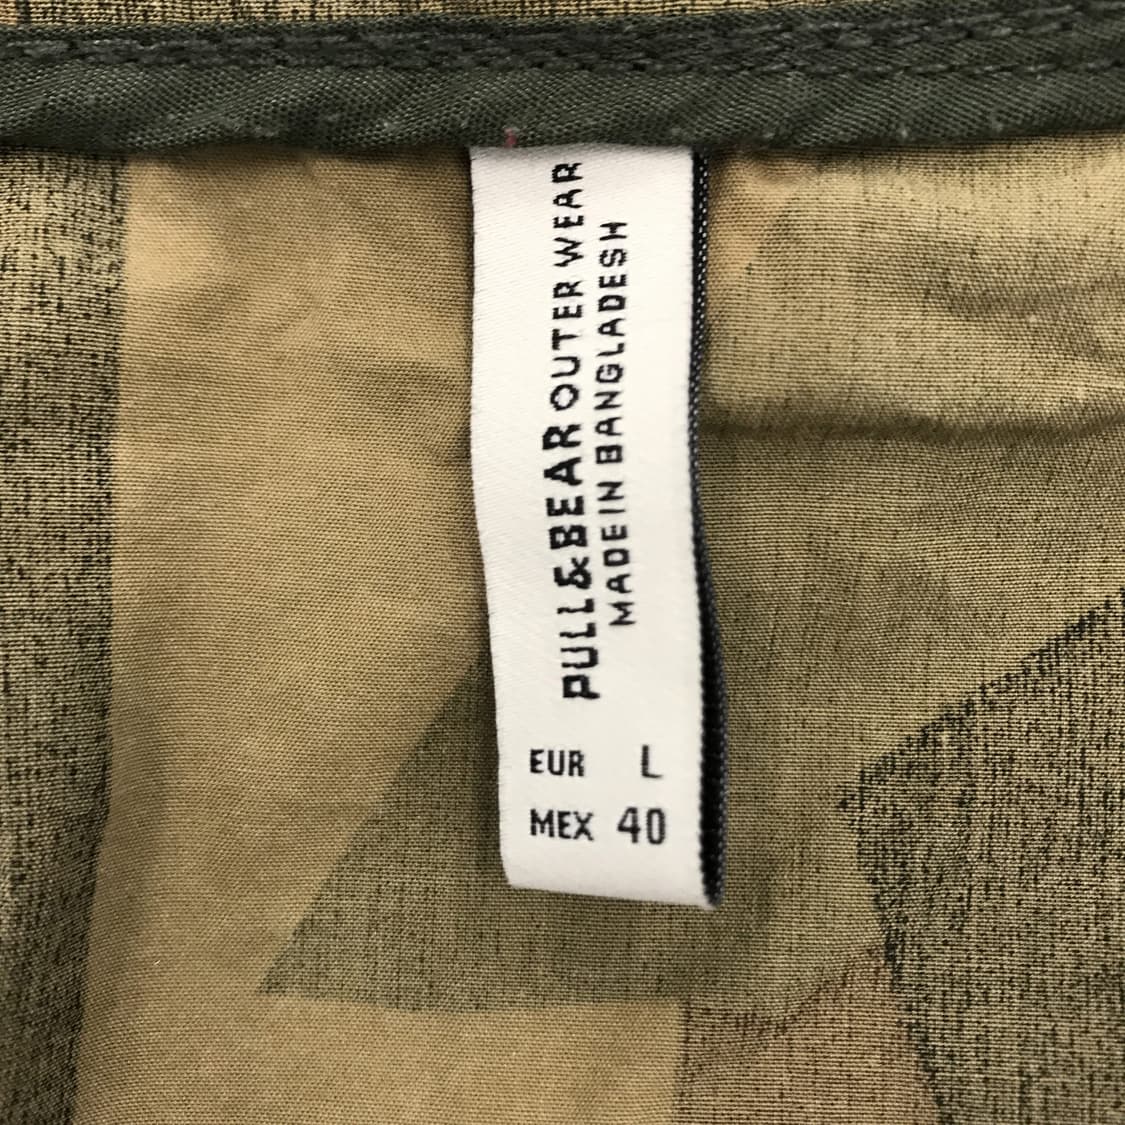 PULL&BEAR OUTER WEAR
MADE IN BANGLADESH
EUR L
MEX 40